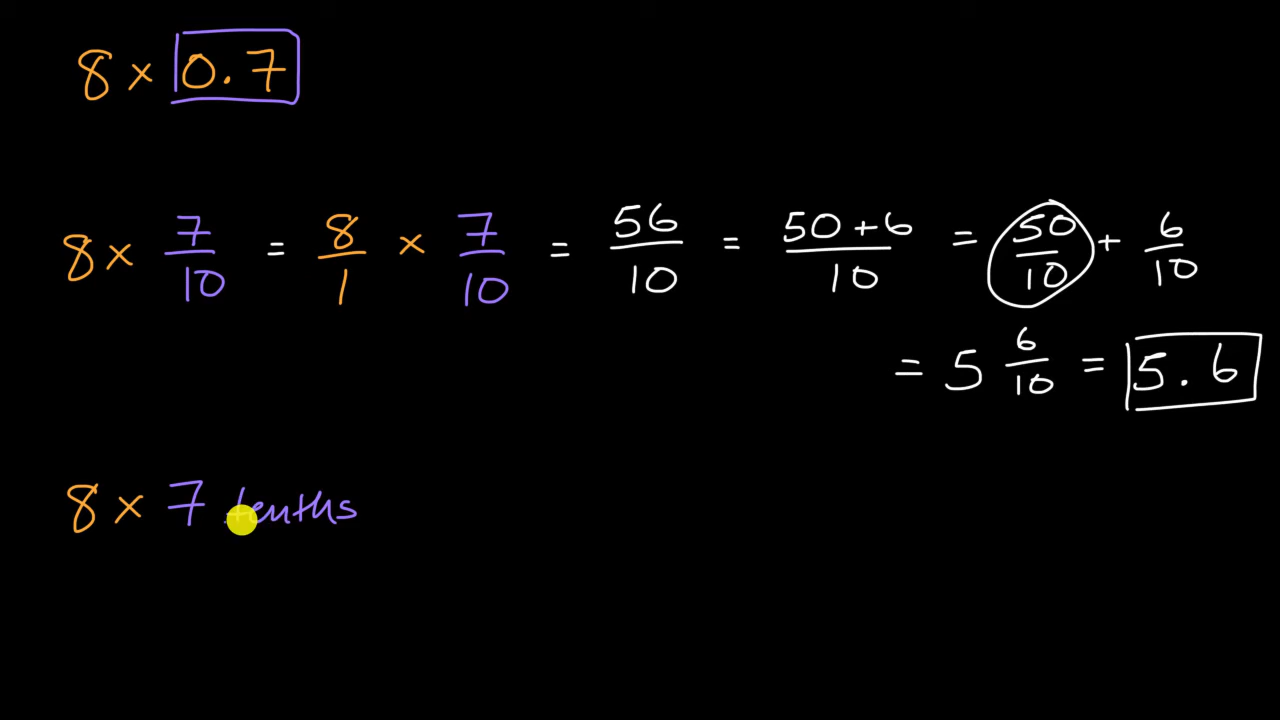 8 × 0.7
8 × 7/10 = 8/1 × 7/10 = 56/10 = 50+6/10 = 50/10 + 6/10
= 5 6/10 = 5.6
8 × 7 tenths